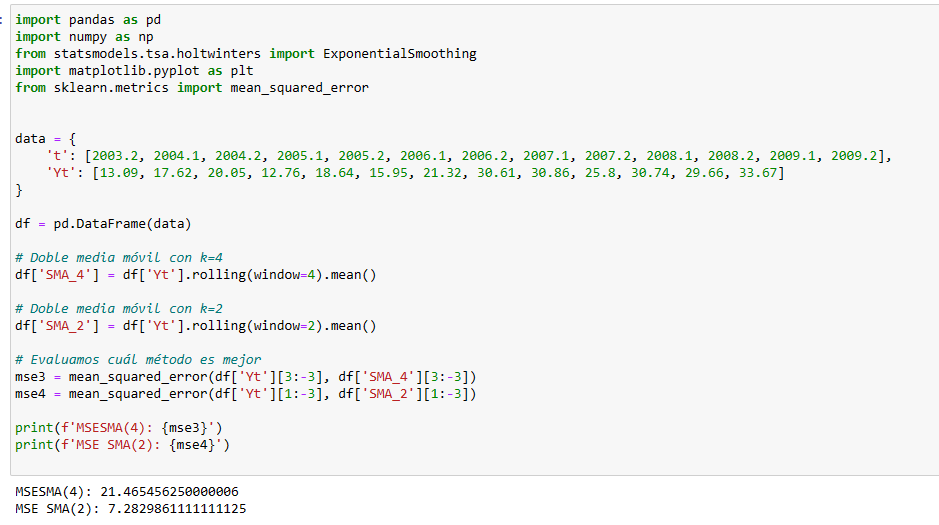 :
import pandas as pd
import numpy as np
from statsmodels.tsa.holtwinters import ExponentialSmoothing
import matplotlib.pyplot as plt
from sklearn.metrics import mean_squared_error
data = {
    't': [2003.2, 2004.1, 2004.2, 2005.1, 2005.2, 2006.1, 2006.2, 2007.1, 2007.2, 2008.1, 2008.2, 2009.1, 2009.2],
    'Yt': [13.09, 17.62, 20.05, 12.76, 18.64, 15.95, 21.32, 30.61, 30.86, 25.8, 30.74, 29.66, 33.67]
}
df = pd.DataFrame(data)
# Doble media móvil con k=4
df['SMA_4'] = df['Yt'].rolling(window=4).mean()
# Doble media móvil con k=2
df['SMA_2'] = df['Yt'].rolling(window=2).mean()
# Evaluamos cuál método es mejor
mse3 = mean_squared_error(df['Yt'][3:-3], df['SMA_4'][3:-3])
mse4 = mean_squared_error(df['Yt'][1:-3], df['SMA_2'][1:-3])
print(f'MSESMA(4): {mse3}')
print(f'MSE SMA(2): {mse4}')
MSESMA(4): 21.465456250000006
MSE SMA(2): 7.2829861111111125